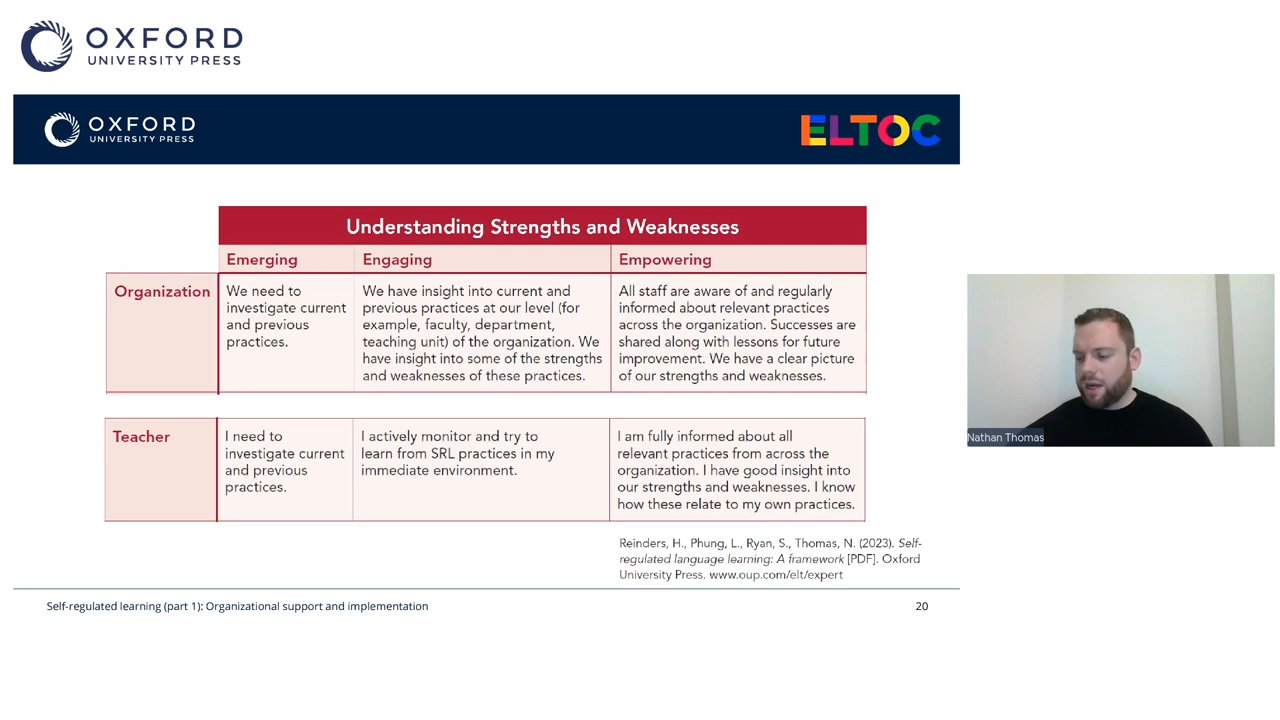 OXFORD
UNIVERSITY PRESS
OXFORD
UNIVERSITY PRESS
ELTOC
Understanding Strengths and Weaknesses
Emerging
Engaging
Empowering
Organization
We need to
investigate current
and previous
practices.
We have insight into current and
previous practices at our level (for
example, faculty, department,
teaching unit) of the organization. We
have insight into some of the strengths
and weaknesses of these practices.
All staff are aware of and regularly
informed about relevant practices
across the organization. Successes are
shared along with lessons for future
improvement. We have a clear picture
of our strengths and weaknesses.
Teacher
I need to
investigate current
and previous
practices.
I actively monitor and try to
learn from SRL practices in my
immediate environment.
I am fully informed about all
relevant practices from across the
organization. I have good insight into
our strengths and weaknesses. I know
how these relate to my own practices.
Nathan Thomas
Reinders, H., Phung, L., Ryan, S., Thomas, N. (2023). Self-
regulated language learning: A framework [PDF]. Oxford
University Press. www.oup.com/elt/expert
Self-regulated learning (part 1): Organizational support and implementation
20